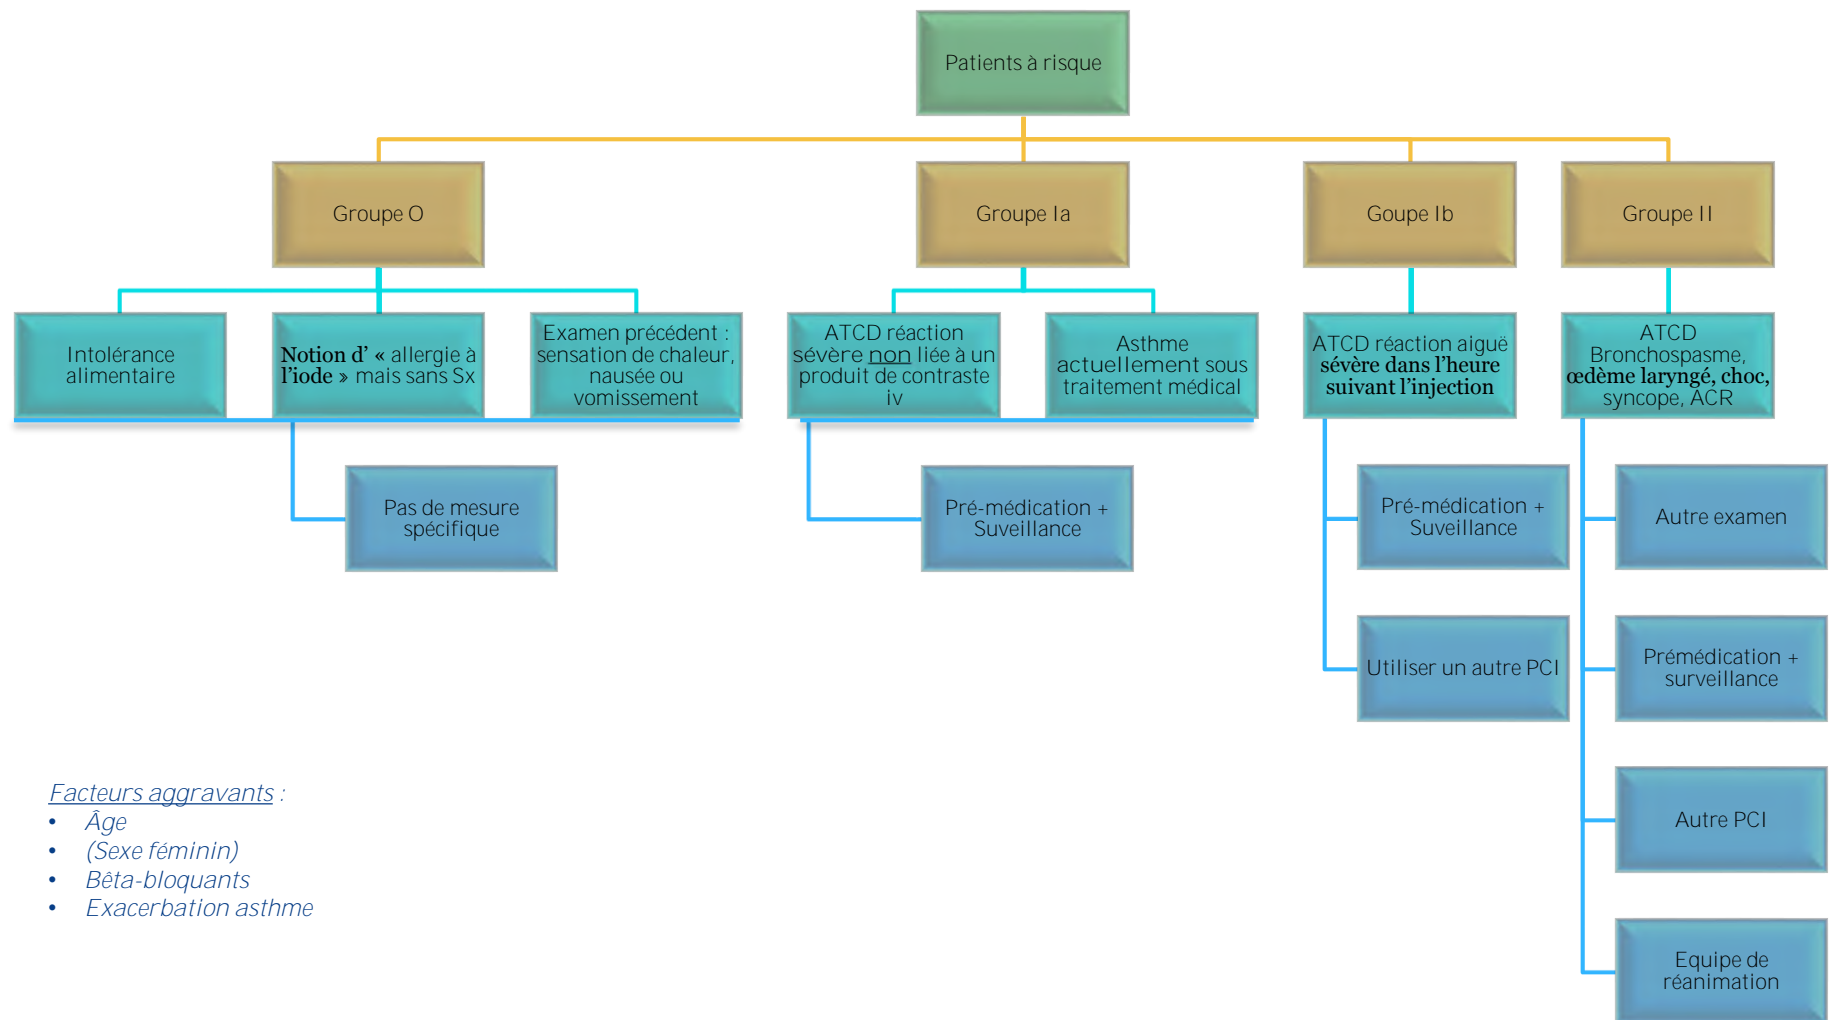 Patients à risque
Groupe O
Groupe Ia
Goupe Ib
Groupe II
Intolérance
alimentaire
Notion d’ « allergie à
l’iode » mais sans Sx
Examen précédent :
sensation de chaleur,
nausée ou
vomissement
ATCD réaction
sévère non liée à un
produit de contraste
iv
Asthme
actuellement sous
traitement médical
ATCD réaction aiguë
sévère dans l’heure
suivant l’injection
ATCD
Bronchospasme,
œdème laryngé, choc,
syncope, ACR
Pas de mesure
spécifique
Pré-médication +
Suveillance
Pré-médication +
Suveillance
Utiliser un autre PCI
Autre examen
Prémédication +
surveillance
Autre PCI
Equipe de
réanimation
Facteurs aggravants :
• Âge
• (Sexe féminin)
• Bêta-bloquants
• Exacerbation asthme